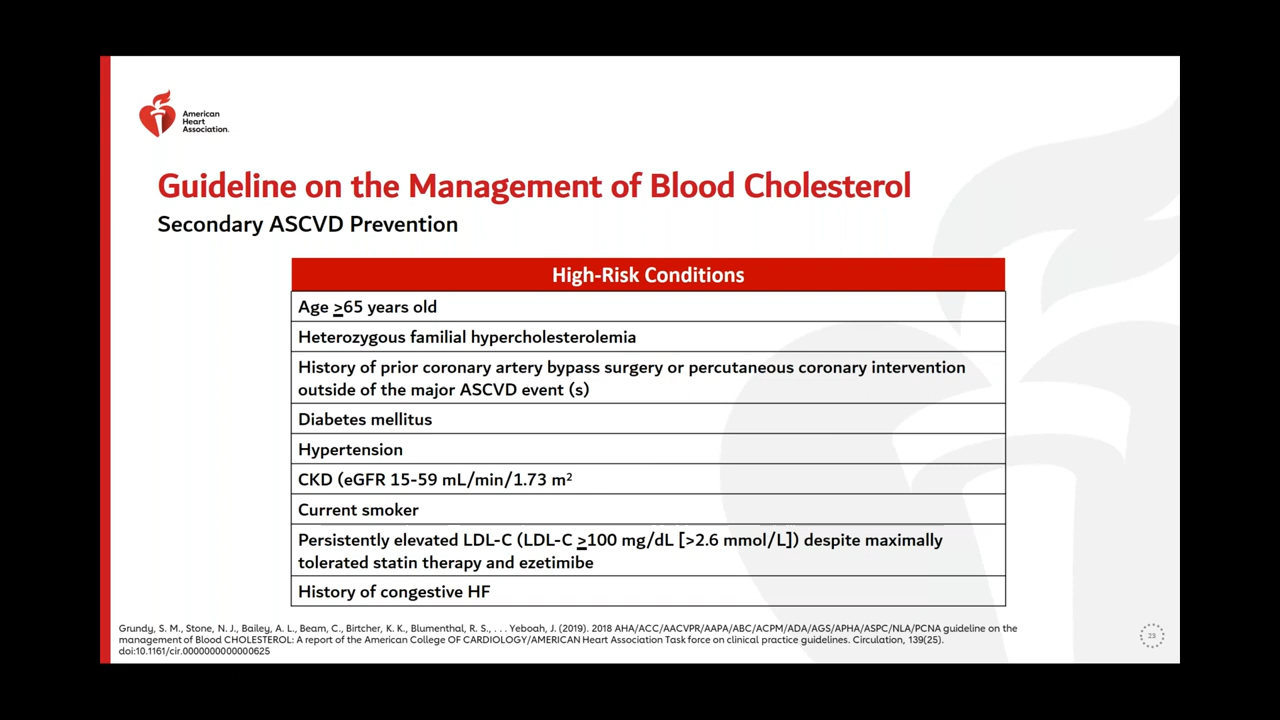 American
Heart
Association.
Guideline on the Management of Blood Cholesterol
Secondary ASCVD Prevention
High-Risk Conditions
Age ≥65 years old
Heterozygous familial hypercholesterolemia
History of prior coronary artery bypass surgery or percutaneous coronary intervention
outside of the major ASCVD event (s)
Diabetes mellitus
Hypertension
CKD (eGFR 15-59 mL/min/1.73 m²
Current smoker
Persistently elevated LDL-C (LDL-C ≥100 mg/dL [>2.6 mmol/L]) despite maximally
tolerated statin therapy and ezetimibe
History of congestive HF
Grundy, S. M., Stone, N. J., Bailey, A. L., Beam, C., Birtcher, K. K., Blumenthal, R. S., . . . Yeboah, J. (2019). 2018 AHA/ACC/AACVPR/AAPA/ABC/ACPM/ADA/AGS/APHA/ASPC/NLA/PCNA guideline on the
management of Blood CHOLESTEROL: A report of the American College OF CARDIOLOGY/AMERICAN Heart Association Task force on clinical practice guidelines. Circulation, 139(25).
doi:10.1161/cir.0000000000000625
23